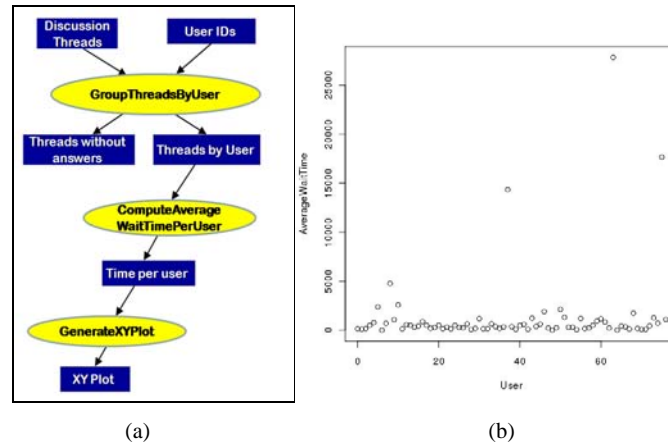 Discussion
Threads
User IDs
GroupThreadsByUser
Threads without
answers
Threads by User
ComputeAverage
WaitTimePerUser
Time per user
GenerateXYPlot
XY Plot
(a)
AverageWaitTime
25000
20000
15000
10000
5000
0
0
20
40
60
User
(b)